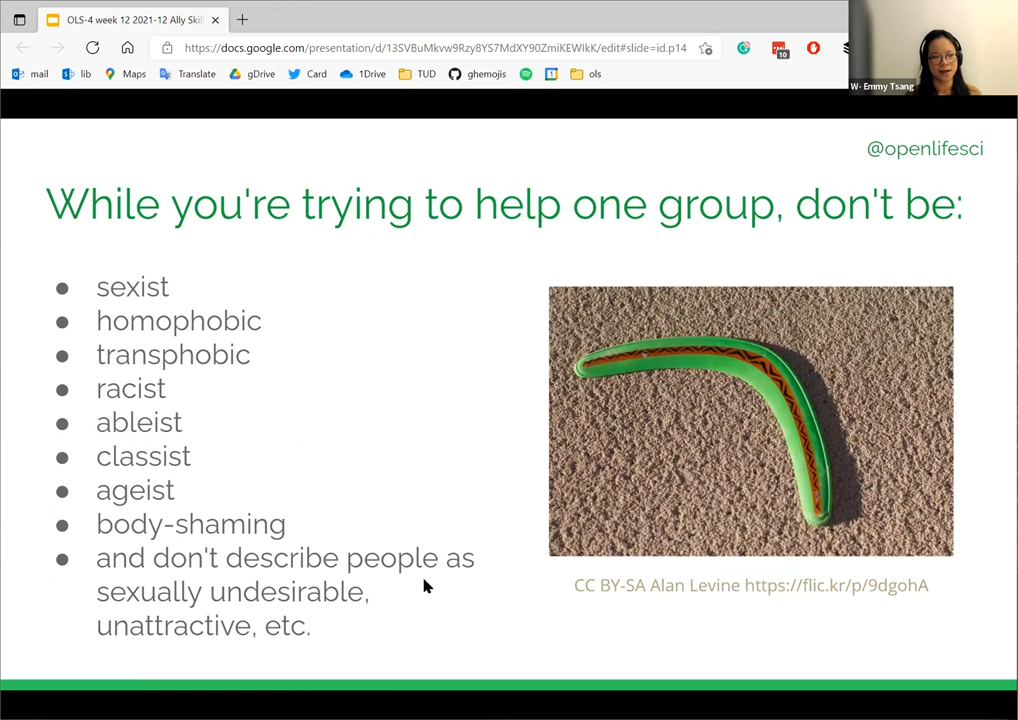 OLS-4 week 12 2021-12 Ally Skil
https://docs.google.com/presentation/d/13SVBuMkvw9Rzy8YS7MdXY90ZmiKEWIkK/edit#slide=id.p14
10
mail
lib
Maps
Translate
gDrive
Card
1Drive
TUD
ghemojis
1
ols
W- Emmy Tsang
@openlifesci
While you're trying to help one group, don't be:
sexist
homophobic
transphobic
racist
ableist
classist
ageist
body-shaming
and don't describe people as
sexually undesirable,
unattractive, etc.
CC BY-SA Alan Levine https://flic.kr/p/9dgohA